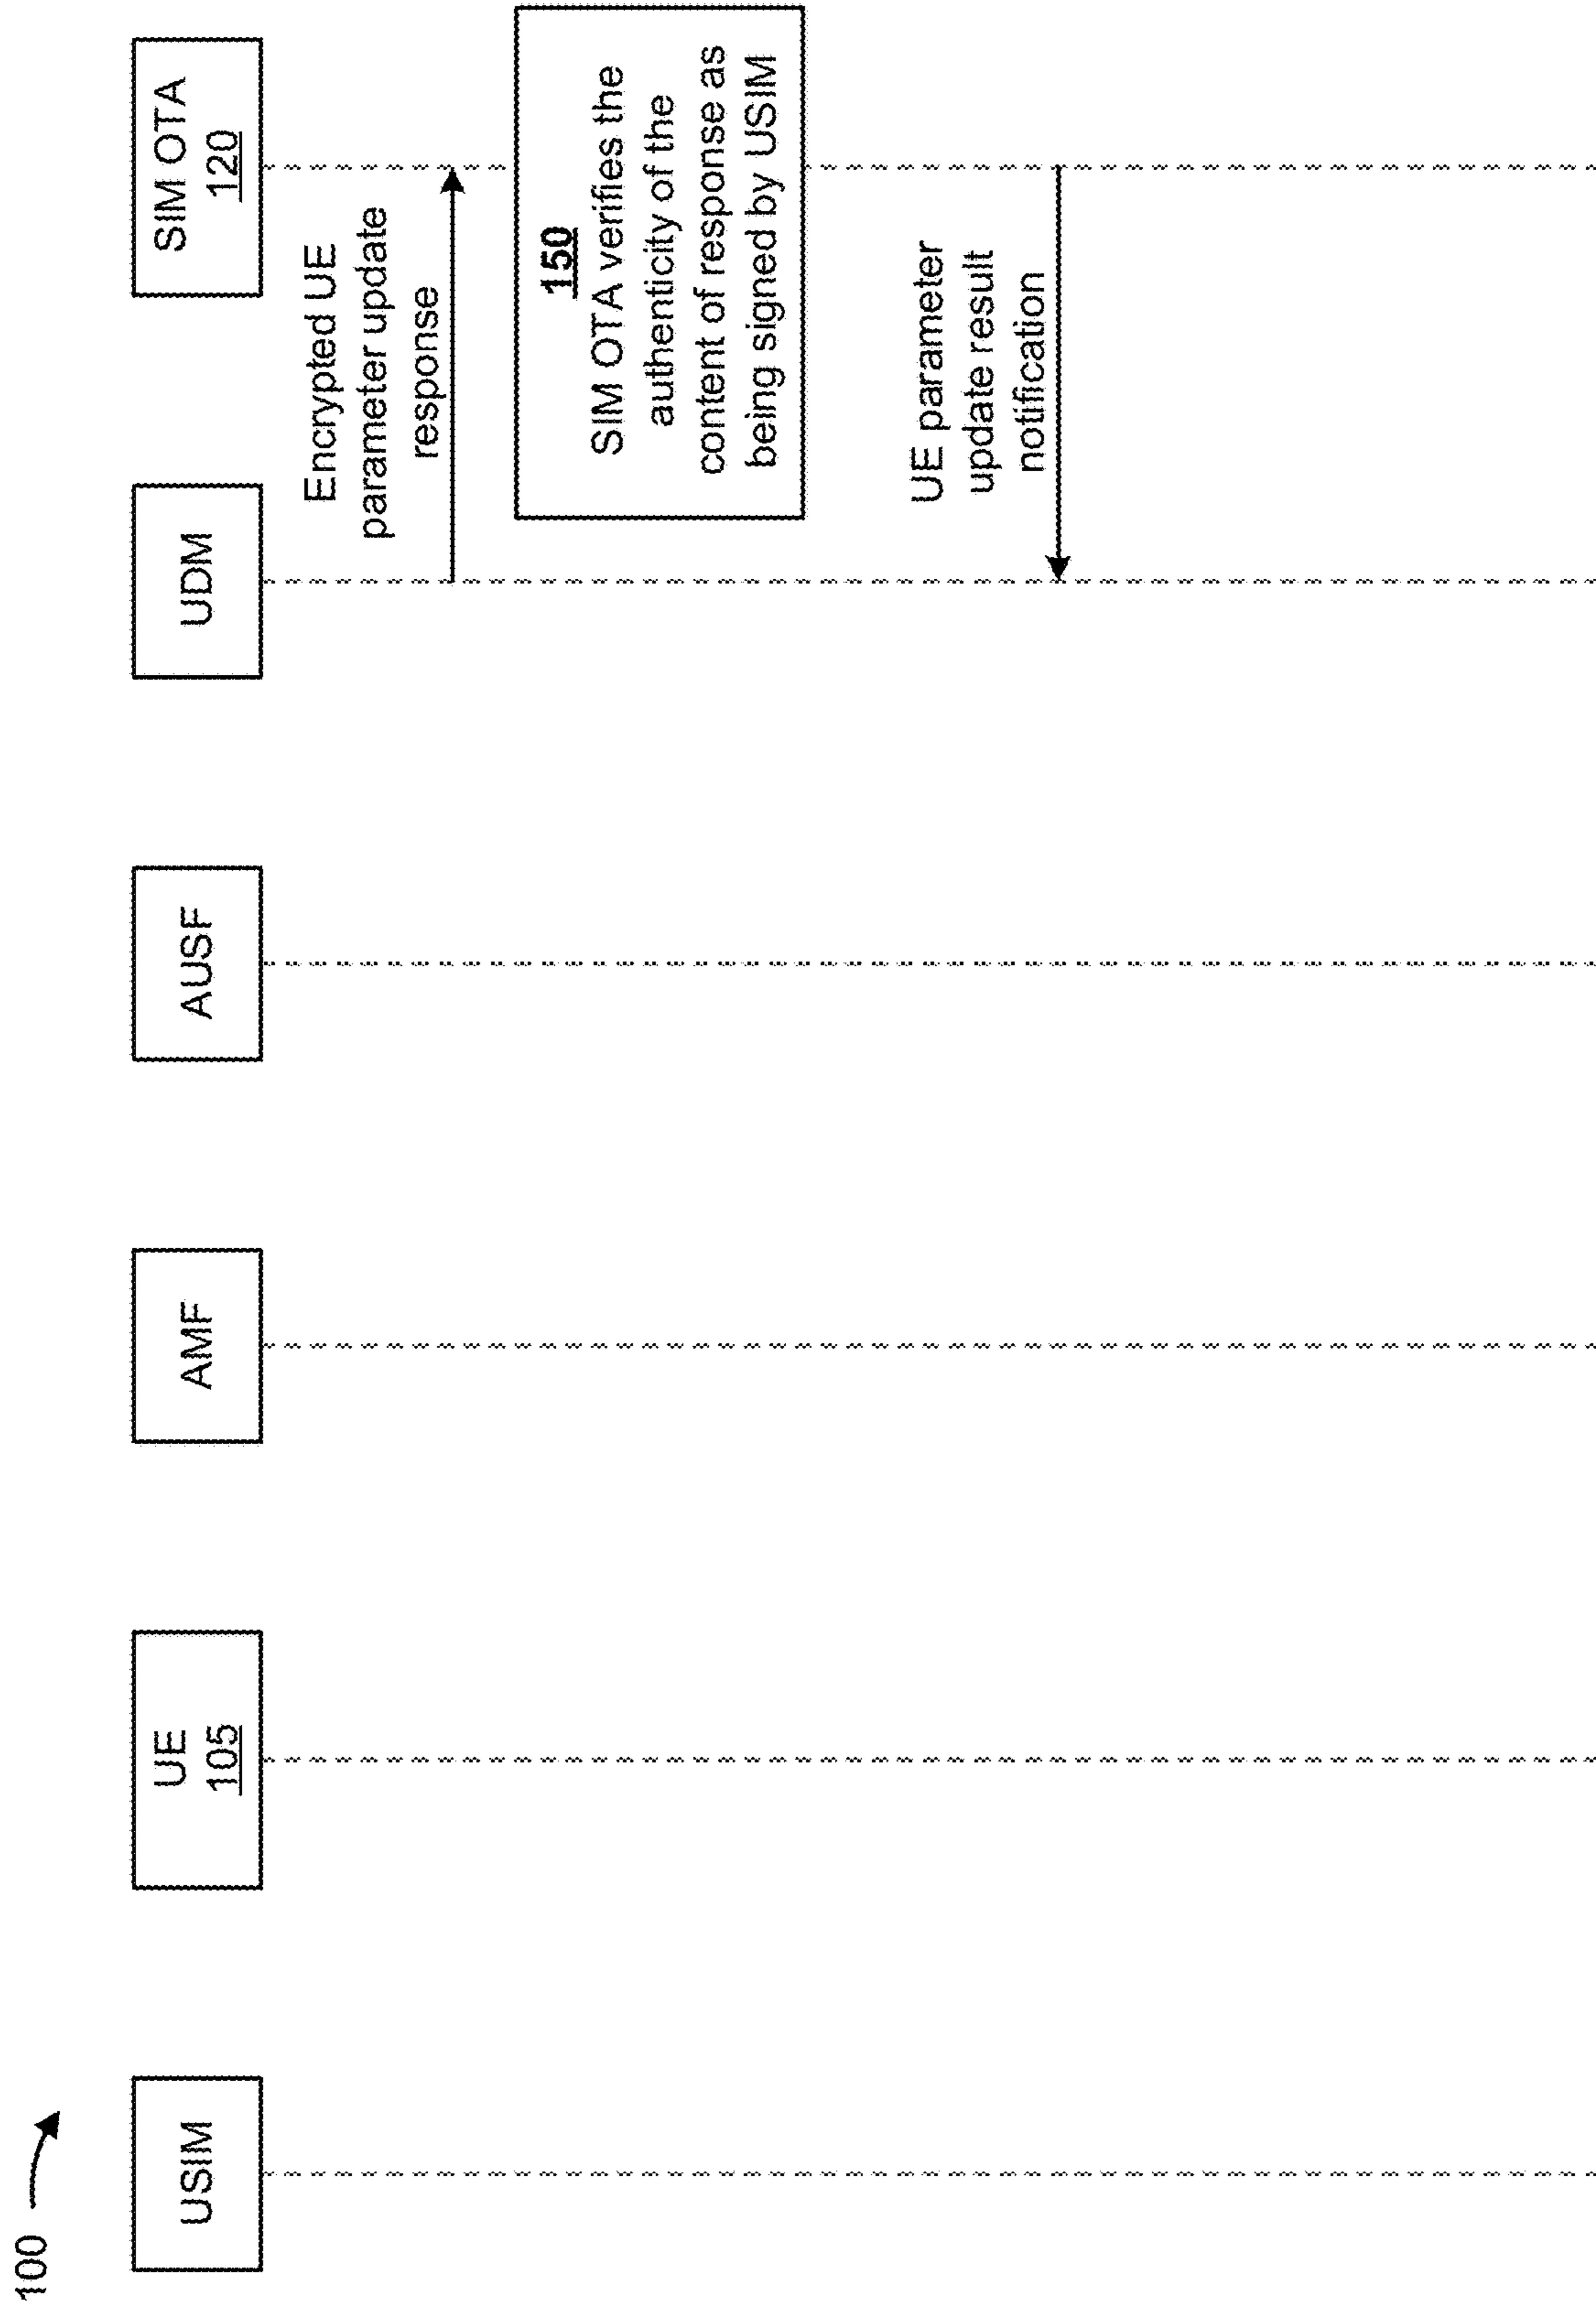 100
USIM
UE
105
AMF
AUSF
UDM
SIM OTA
120
Encrypted UE
parameter update
response
150
SIM OTA verifies the
authenticity of the
content of response as
being signed by USIM
UE parameter
update result
notification